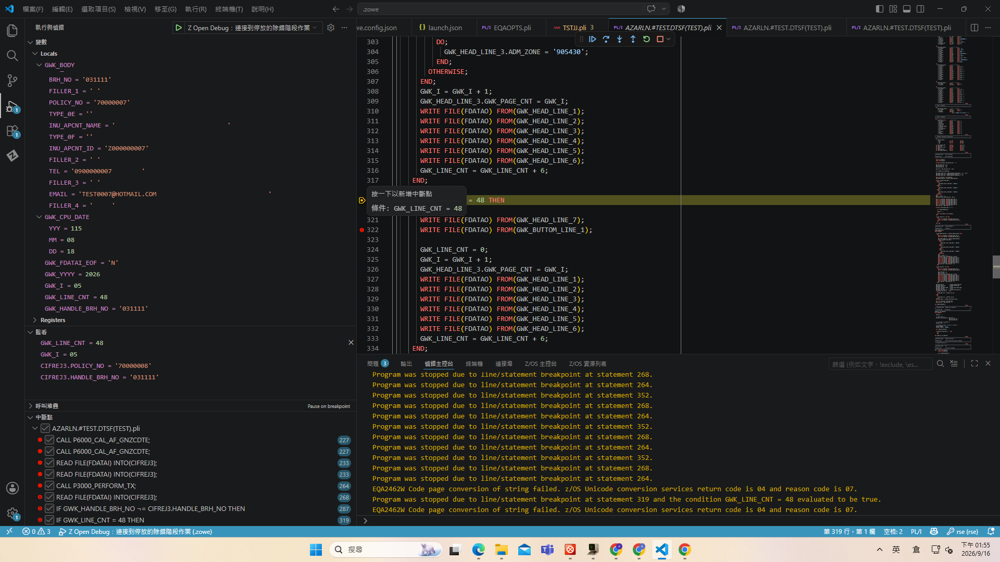 檔案(F) 編輯(E) 選取項目(S) 檢視(V) 移至(G) 執行(R) 終端機(T) 說明(H)
.zowe
執行與偵錯
Z Open Debug : 連接到停放的除錯階段作業
we.config.json
launch.json
EQAOPTS.pli
TSTJJ.pli 3
AZARLN.#TEST.DTSF(TEST).pli
AZARLN.#TEST.DTSF(TEST).pli
AZARLN.#TEST.DTSF(TEST).pli
變數
Locals
GWK_BODY
BRH_NO = '031111'
FILLER_1 = ' '
POLICY_NO = '70000007'
TYPE_0E = ''
INU_APCNT_NAME = ' '
TYPE_0F = ''
INU_APCNT_ID = 'Z000000007'
FILLER_2 = ' '
TEL = '0900000007 '
FILLER_3 = ' '
EMAIL = 'TEST0007@HOTMAIL.COM '
FILLER_4 = ' '
GWK_CPU_DATE
YYY = 115
MM = 08
DD = 18
GWK_FDATAI_EOF = 'N'
GWK_YYYY = 2026
GWK_I = 05
GWK_LINE_CNT = 48
GWK_HANDLE_BRH_NO = '031111'
Registers
監看
GWK_LINE_CNT = 48
GWK_I = 05
CIFREJ3.POLICY_NO = '70000008'
CIFREJ3.HANDLE_BRH_NO = '031111'
呼叫堆疊 Pause on breakpoint
中斷點
AZARLN.#TEST.DTSF(TEST).pli
CALL P6000_CAL_AF_GNZCDTE; 227
CALL P6000_CAL_AF_GNZCDTE; 227
READ FILE(FDATAI) INTO(CIFREJ3); 233
READ FILE(FDATAI) INTO(CIFREJ3); 233
CALL P3000_PERFORM_TX; 264
READ FILE(FDATAI) INTO(CIFREJ3); 268
IF GWK_HANDLE_BRH_NO ¬= CIFREJ3.HANDLE_BRH_NO THEN 287
IF GWK_LINE_CNT = 48 THEN 319
303 DO;
304 GWK_HEAD_LINE_3.ADM_ZONE = '905430';
305 END;
306 OTHERWISE;
307 END;
308 GWK_I = GWK_I + 1;
309 GWK_HEAD_LINE_3.GWK_PAGE_CNT = GWK_I;
310 WRITE FILE(FDATAO) FROM(GWK_HEAD_LINE_1);
311 WRITE FILE(FDATAO) FROM(GWK_HEAD_LINE_2);
312 WRITE FILE(FDATAO) FROM(GWK_HEAD_LINE_3);
313 WRITE FILE(FDATAO) FROM(GWK_HEAD_LINE_4);
314 WRITE FILE(FDATAO) FROM(GWK_HEAD_LINE_5);
315 WRITE FILE(FDATAO) FROM(GWK_HEAD_LINE_6);
316 GWK_LINE_CNT = GWK_LINE_CNT + 6;
317 END;
按一下以新增中斷點
= 48 THEN
條件: GWK_LINE_CNT = 48
321 WRITE FILE(FDATAO) FROM(GWK_HEAD_LINE_7);
322 WRITE FILE(FDATAO) FROM(GWK_BUTTOM_LINE_1);
323
324 GWK_LINE_CNT = 0;
325 GWK_I = GWK_I + 1;
326 GWK_HEAD_LINE_3.GWK_PAGE_CNT = GWK_I;
327 WRITE FILE(FDATAO) FROM(GWK_HEAD_LINE_1);
328 WRITE FILE(FDATAO) FROM(GWK_HEAD_LINE_2);
329 WRITE FILE(FDATAO) FROM(GWK_HEAD_LINE_3);
330 WRITE FILE(FDATAO) FROM(GWK_HEAD_LINE_4);
331 WRITE FILE(FDATAO) FROM(GWK_HEAD_LINE_5);
332 WRITE FILE(FDATAO) FROM(GWK_HEAD_LINE_6);
333 GWK_LINE_CNT = GWK_LINE_CNT + 6;
334 END;
問題 3 輸出 偵錯主控台 終端機 連接埠 Z/OS 主控台 Z/OS 資源列表
篩選 (例如文字、!exclude, \es...
Program was stopped due to line/statement breakpoint at statement 268.
Program was stopped due to line/statement breakpoint at statement 264.
Program was stopped due to line/statement breakpoint at statement 352.
Program was stopped due to line/statement breakpoint at statement 268.
Program was stopped due to line/statement breakpoint at statement 264.
Program was stopped due to line/statement breakpoint at statement 352.
Program was stopped due to line/statement breakpoint at statement 268.
Program was stopped due to line/statement breakpoint at statement 264.
Program was stopped due to line/statement breakpoint at statement 352.
Program was stopped due to line/statement breakpoint at statement 268.
Program was stopped due to line/statement breakpoint at statement 264.
EQA2462W Code page conversion of string failed. z/OS Unicode conversion services return code is 04 and reason code is 07.
Program was stopped due to line/statement breakpoint at statement 319 and the condition GWK_LINE_CNT = 48 evaluated to be true.
EQA2462W Code page conversion of string failed. z/OS Unicode conversion services return code is 04 and reason code is 07.
0 3 Z Open Debug : 連接到停放的除錯階段作業 (.zowe)
第 319 行，第 1 欄 空格: 2 PL/I rse (rse)
搜尋
英 倉
下午 01:55
2026/9/16